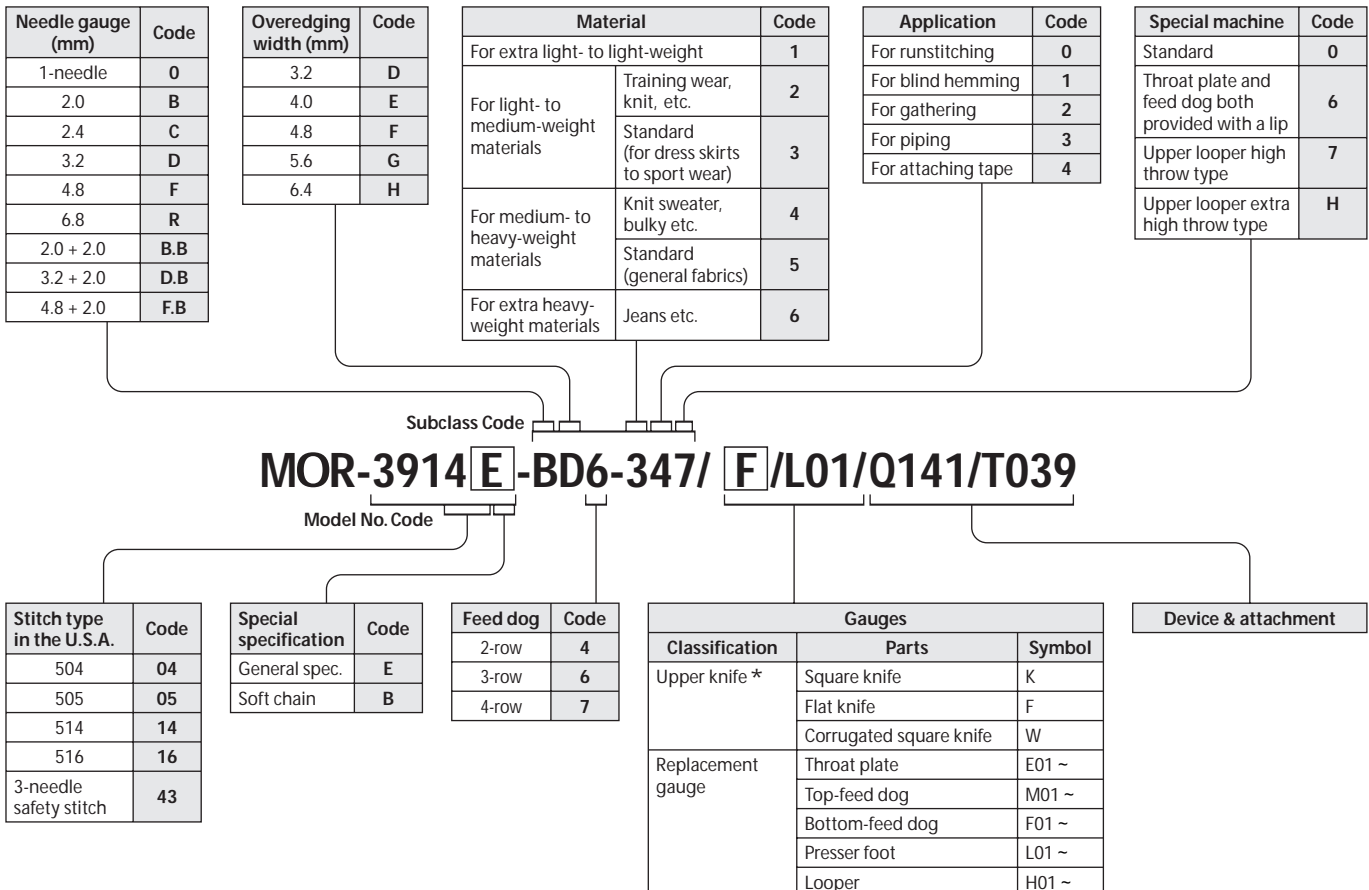 Needle gauge
(mm)
Code
1-needle 0
2.0 B
2.4 C
3.2 D
4.8 F
6.8 R
2.0 + 2.0 B.B
3.2 + 2.0 D.B
4.8 + 2.0 F.B
Overedging
width (mm)
Code
3.2 D
4.0 E
4.8 F
5.6 G
6.4 H
Material Code
For extra light- to light-weight 1
For light- to
medium-weight
materials
Training wear,
knit, etc.
2
Standard
(for dress skirts
to sport wear)
3
For medium- to
heavy-weight
materials
Knit sweater,
bulky etc.
4
Standard
(general fabrics)
5
For extra heavy-
weight materials
Jeans etc.
6
Application Code
For runstitching 0
For blind hemming 1
For gathering 2
For piping 3
For attaching tape 4
Special machine Code
Standard 0
Throat plate and
feed dog both
provided with a lip
6
Upper looper high
throw type
7
Upper looper extra
high throw type
H
Subclass Code
MOR-3914 E -BD6-347/ F /L01/Q141/T039
Model No. Code
Stitch type
in the U.S.A.
Code
504 04
505 05
514 14
516 16
3-needle
safety stitch
43
Special
specification
Code
General spec. E
Soft chain B
Feed dog Code
2-row 4
3-row 6
4-row 7
Gauges
Classification Parts Symbol
Upper knife * Square knife K
Flat knife F
Corrugated square knife W
Replacement
gauge
Throat plate E01 ~
Top-feed dog M01 ~
Bottom-feed dog F01 ~
Presser foot L01 ~
Looper H01 ~
Device & attachment